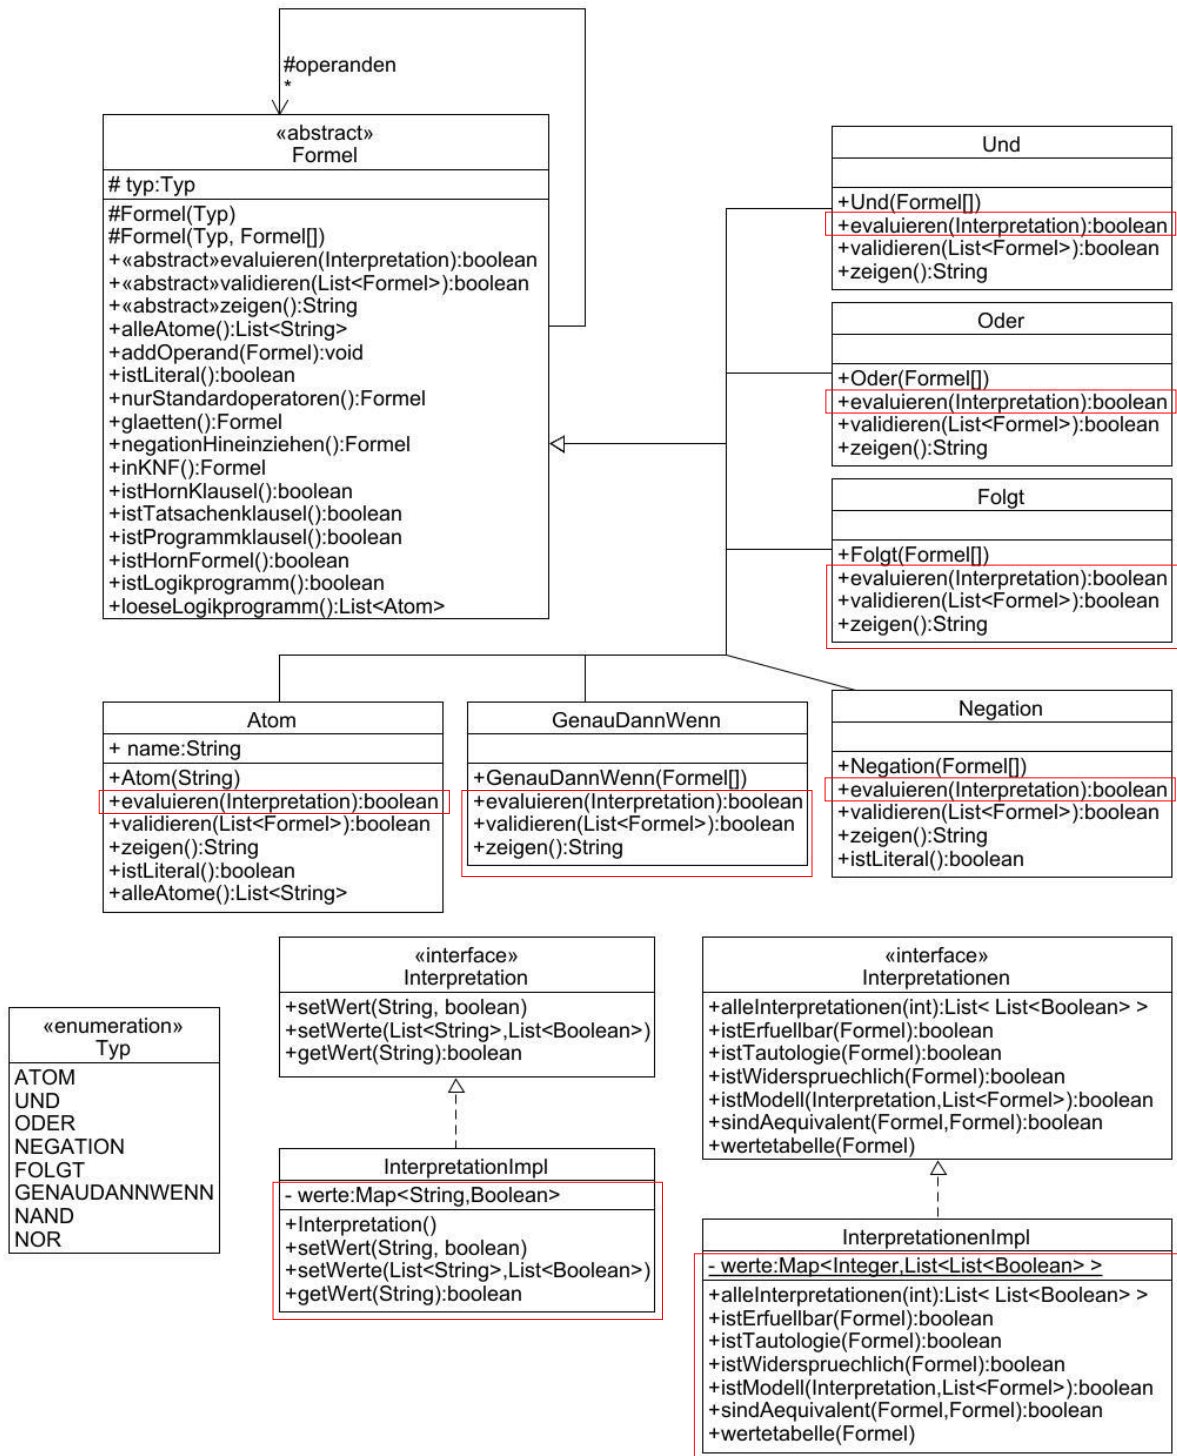 #operanden
*
«abstract»
Formel
# typ:Typ
#Formel(Typ)
#Formel(Typ, Formel[])
+«abstract»evaluieren(Interpretation):boolean
+«abstract»validieren(List<Formel>):boolean
+«abstract»zeigen():String
+alleAtome():List<String>
+addOperand(Formel):void
+istLiteral():boolean
+nurStandardoperatoren():Formel
+glaetten():Formel
+negationHineinziehen():Formel
+inKNF():Formel
+istHornKlausel():boolean
+istTatsachenklausel():boolean
+istProgrammklausel():boolean
+istHornFormel():boolean
+istLogikprogramm():boolean
+loeseLogikprogramm():List<Atom>
Und
+Und(Formel[])
+evaluieren(Interpretation):boolean
+validieren(List<Formel>):boolean
+zeigen():String
Oder
+Oder(Formel[])
+evaluieren(Interpretation):boolean
+validieren(List<Formel>):boolean
+zeigen():String
Folgt
+Folgt(Formel[])
+evaluieren(Interpretation):boolean
+validieren(List<Formel>):boolean
+zeigen():String
Atom
+ name:String
+Atom(String)
+evaluieren(Interpretation):boolean
+validieren(List<Formel>):boolean
+zeigen():String
+istLiteral():boolean
+alleAtome():List<String>
GenauDannWenn
+GenauDannWenn(Formel[])
+evaluieren(Interpretation):boolean
+validieren(List<Formel>):boolean
+zeigen():String
Negation
+Negation(Formel[])
+evaluieren(Interpretation):boolean
+validieren(List<Formel>):boolean
+zeigen():String
+istLiteral():boolean
«enumeration»
Typ
ATOM
UND
ODER
NEGATION
FOLGT
GENAUDANNWENN
NAND
NOR
«interface»
Interpretation
+setWert(String, boolean)
+setWerte(List<String>,List<Boolean>)
+getWert(String):boolean
InterpretationImpl
- werte:Map<String,Boolean>
+Interpretation()
+setWert(String, boolean)
+setWerte(List<String>,List<Boolean>)
+getWert(String):boolean
«interface»
Interpretationen
+alleInterpretationen(int):List< List<Boolean> >
+istErfuellbar(Formel):boolean
+istTautologie(Formel):boolean
+istWiderspruechlich(Formel):boolean
+istModell(Interpretation,List<Formel>):boolean
+sindAequivalent(Formel,Formel):boolean
+wertetabelle(Formel)
InterpretationenImpl
- werte:Map<Integer,List<List<Boolean> >
+alleInterpretationen(int):List< List<Boolean> >
+istErfuellbar(Formel):boolean
+istTautologie(Formel):boolean
+istWiderspruechlich(Formel):boolean
+istModell(Interpretation,List<Formel>):boolean
+sindAequivalent(Formel,Formel):boolean
+wertetabelle(Formel)